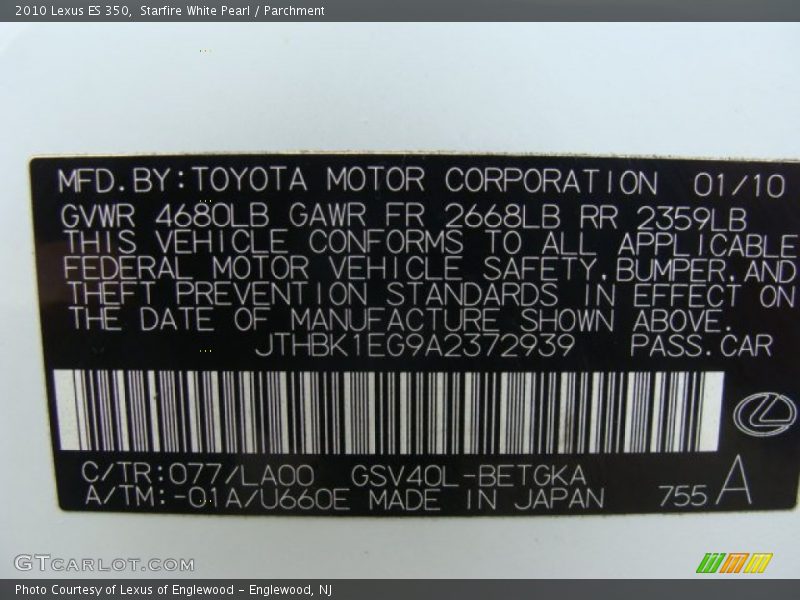 2010 Lexus ES 350, Starfire White Pearl / Parchment
MFD.BY:TOYOTA MOTOR CORPORATION 01/10
GVWR 4680LB GAWR FR 2668LB RR 2359LB
THIS VEHICLE CONFORMS TO ALL APPLICABLE
FEDERAL MOTOR VEHICLE SAFETY,BUMPER,AND
THEFT PREVENTION STANDARDS IN EFFECT ON
THE DATE OF MANUFACTURE SHOWN ABOVE.
JTHBK1EG9A2372939 PASS.CAR
C/TR:077/LA00 GSV40L-BETGKA
A/TM:-01A/U660E MADE IN JAPAN 755 A
GTCARLOT.COM
Photo Courtesy of Lexus of Englewood - Englewood, NJ